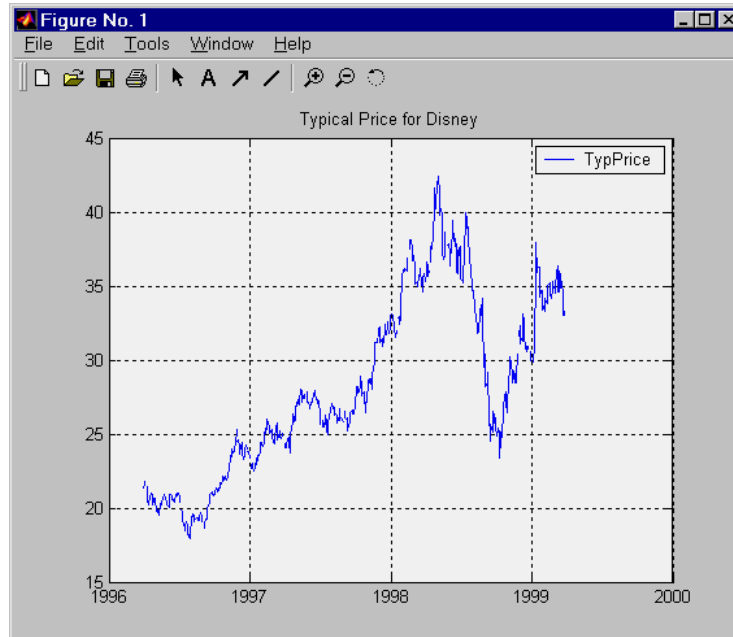 Figure No. 1
File Edit Tools Window Help
A
Typical Price for Disney
TypPrice
45
40
35
30
25
20
15
1996 1997 1998 1999 2000